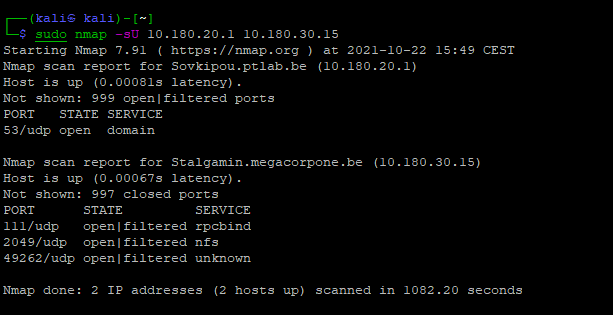 ┌──(kali㉿ kali)-[~]
└─$ sudo nmap -sU 10.180.20.1 10.180.30.15
Starting Nmap 7.91 ( https://nmap.org ) at 2021-10-22 15:49 CEST
Nmap scan report for Sovkipou.ptlab.be (10.180.20.1)
Host is up (0.00081s latency).
Not shown: 999 open|filtered ports
PORT   STATE SERVICE
53/udp open  domain

Nmap scan report for Stalgamin.megacorpone.be (10.180.30.15)
Host is up (0.00067s latency).
Not shown: 997 closed ports
PORT      STATE         SERVICE
111/udp   open|filtered rpcbind
2049/udp  open|filtered nfs
49262/udp open|filtered unknown

Nmap done: 2 IP addresses (2 hosts up) scanned in 1082.20 seconds